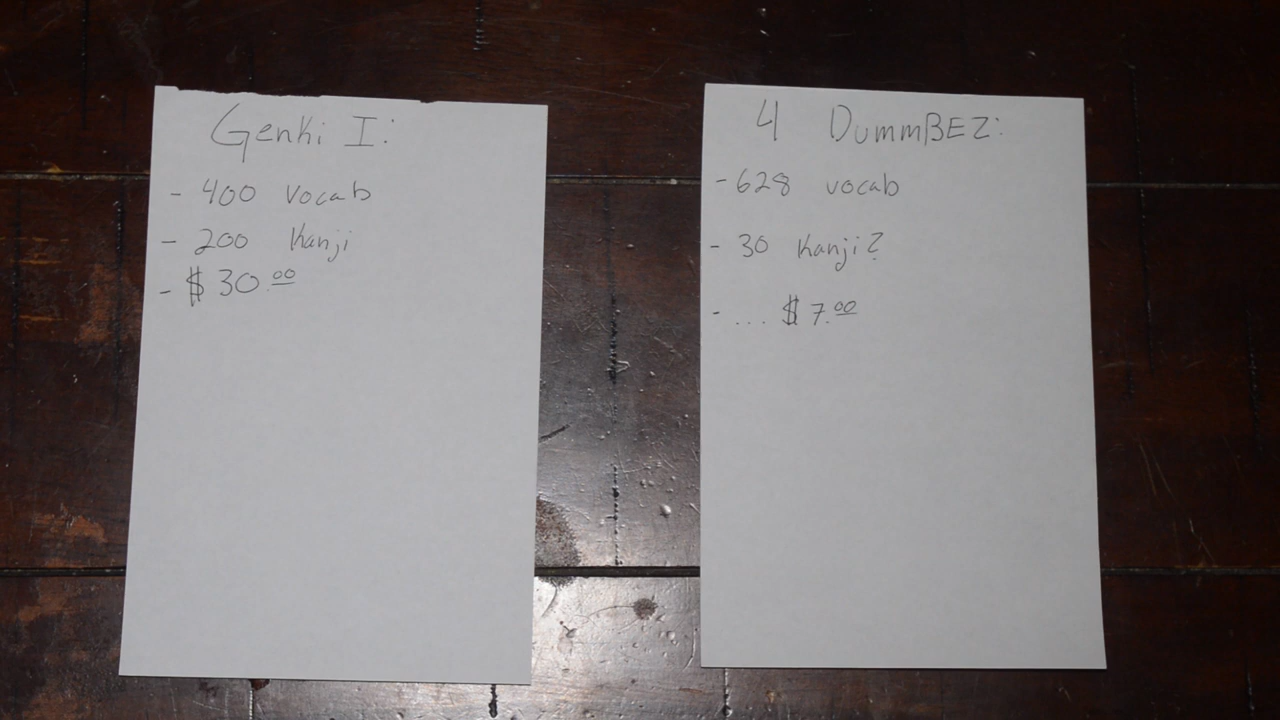 Genki I:
- 400 vocab
- 200 Kanji
- $30.00
4 DummBEZ:
- 628 vocab
- 30 Kanji?
- ... $7.00